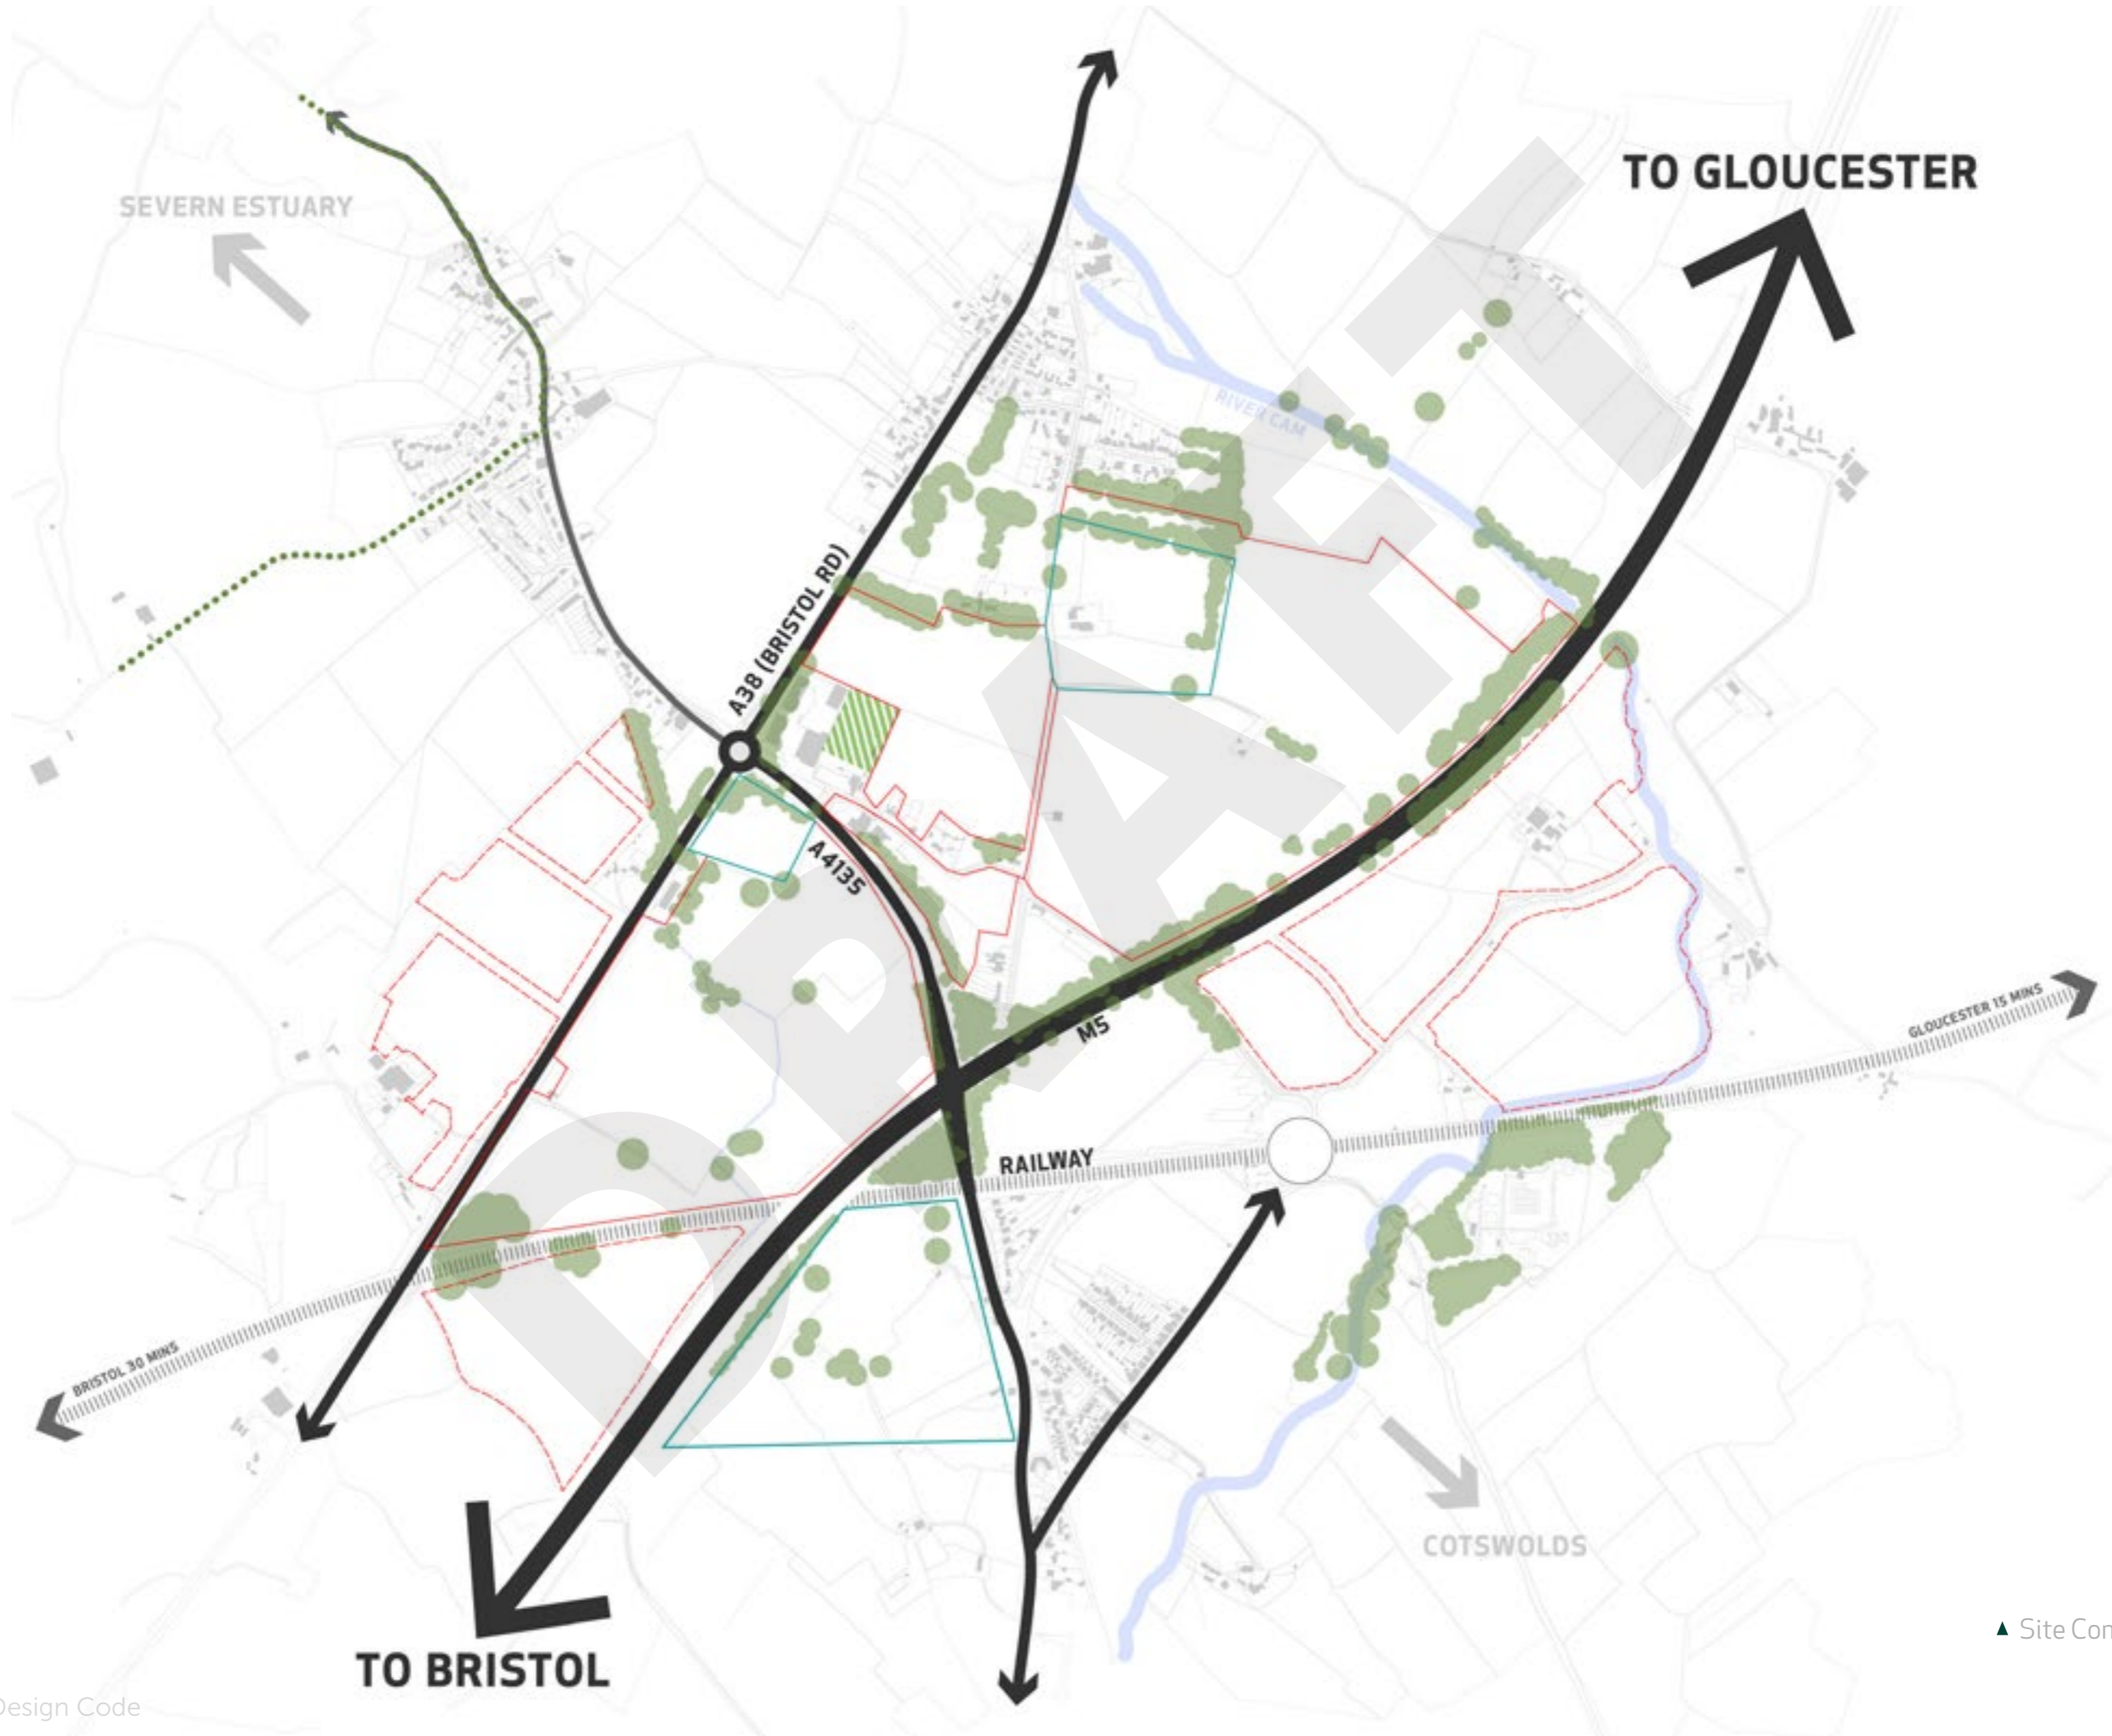 TO GLOUCESTER
SEVERN ESTUARY
RIVER CAM
A38 (BRISTOL RD)
A4135
M5
GLOUCESTER 15 MINS
RAILWAY
BRISTOL 30 MINS
COTSWOLDS
TO BRISTOL
DRAFT
▲ Site Con
Design Code